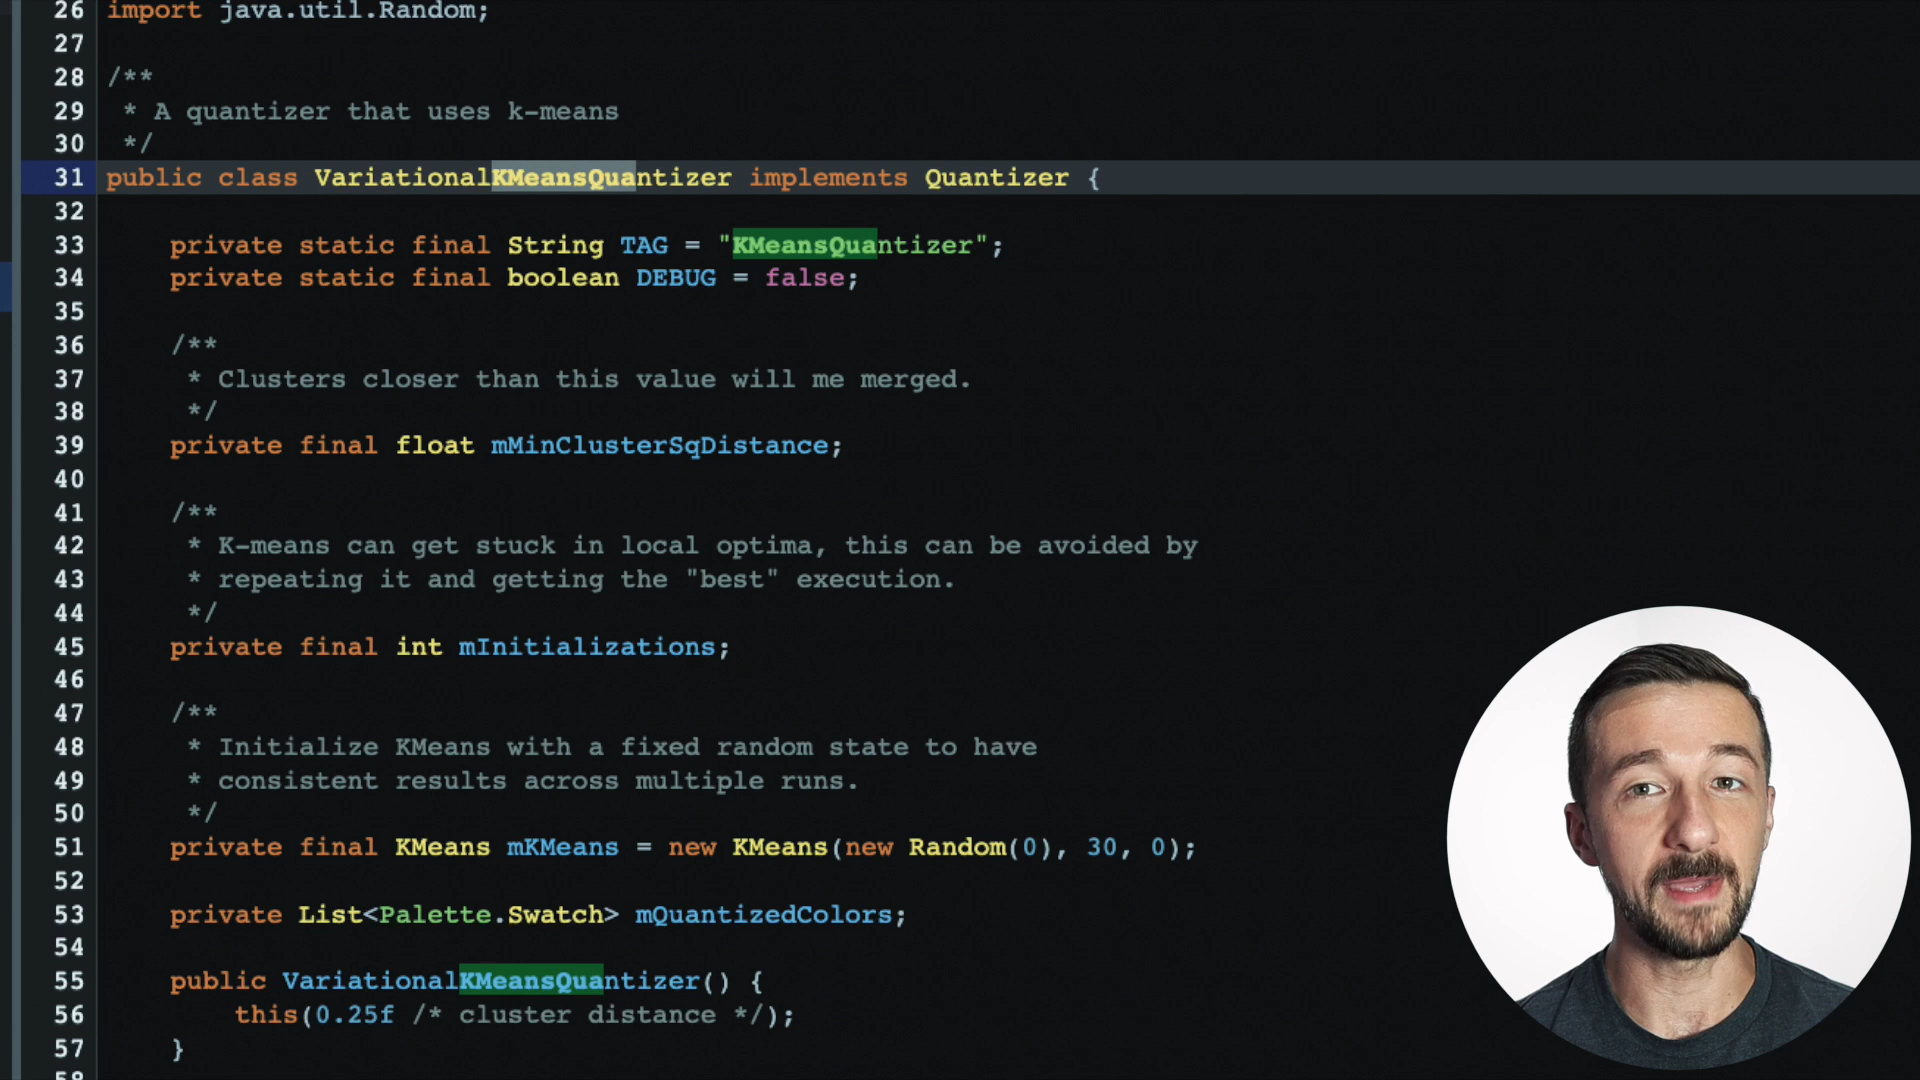 26 import java.util.Random;
27
28 /**
29 * A quantizer that uses k-means
30 */
31 public class VariationalKMeansQuantizer implements Quantizer {
32
33 private static final String TAG = "KMeansQuantizer";
34 private static final boolean DEBUG = false;
35
36 /**
37 * Clusters closer than this value will me merged.
38 */
39 private final float mMinClusterSqDistance;
40
41 /**
42 * K-means can get stuck in local optima, this can be avoided by
43 * repeating it and getting the "best" execution.
44 */
45 private final int mInitializations;
46
47 /**
48 * Initialize KMeans with a fixed random state to have
49 * consistent results across multiple runs.
50 */
51 private final KMeans mKMeans = new KMeans(new Random(0), 30, 0);
52
53 private List<Palette.Swatch> mQuantizedColors;
54
55 public VariationalKMeansQuantizer() {
56 this(0.25f /* cluster distance */);
57 }
58